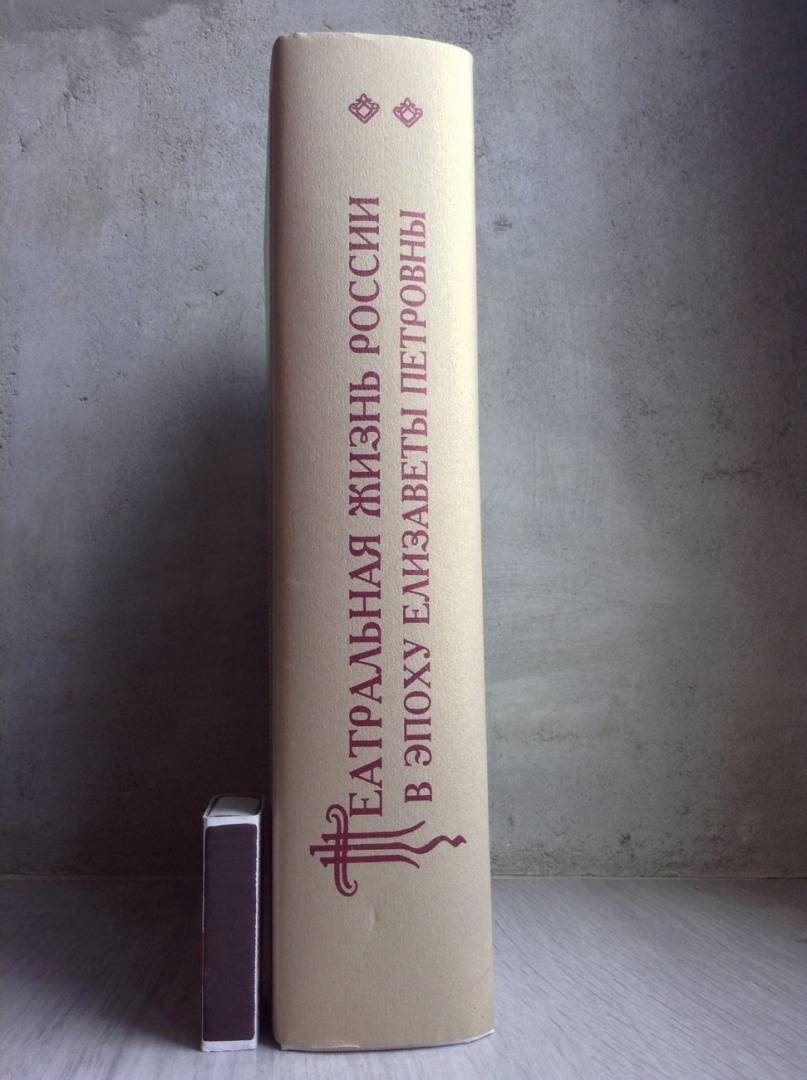 ТЕАТРАЛЬНАЯ ЖИЗНЬ РОССИИ
В ЭПОХУ ЕЛИЗАВЕТЫ ПЕТРОВНЫ